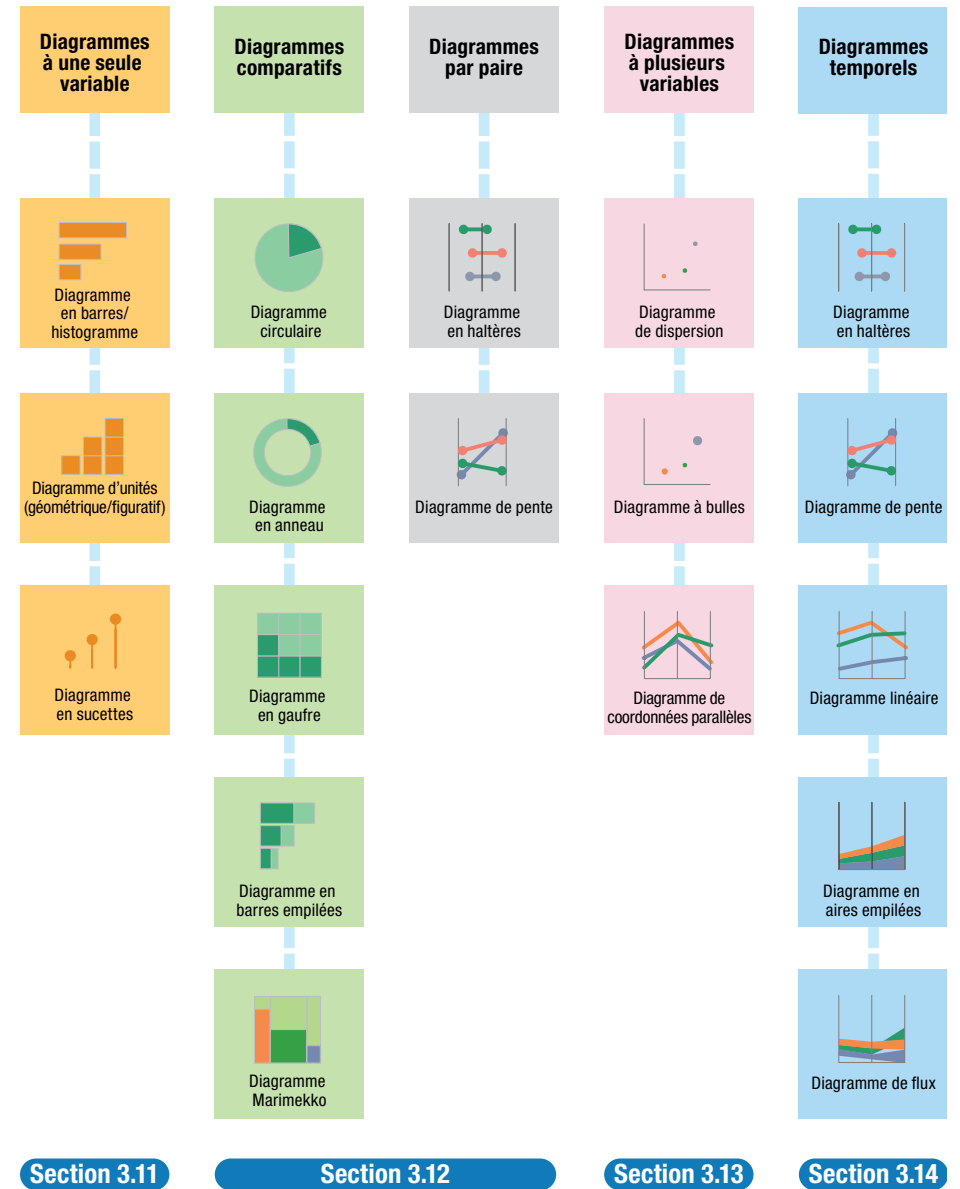 Diagrammes
à une seule
variable
Diagramme
en barres/
histogramme
Diagramme d'unités
(géométrique/figuratif)
Diagramme
en sucettes
Diagrammes
comparatifs
Diagramme
circulaire
Diagramme
en anneau
Diagramme
en gaufre
Diagramme en
barres empilées
Diagramme
Marimekko
Diagrammes
par paire
Diagramme
en haltères
Diagramme de pente
Diagrammes
à plusieurs
variables
Diagramme
de dispersion
Diagramme à bulles
Diagramme de
coordonnées parallèles
Diagrammes
temporels
Diagramme
en haltères
Diagramme de pente
Diagramme linéaire
Diagramme en
aires empilées
Diagramme de flux
Section 3.11
Section 3.12
Section 3.13
Section 3.14